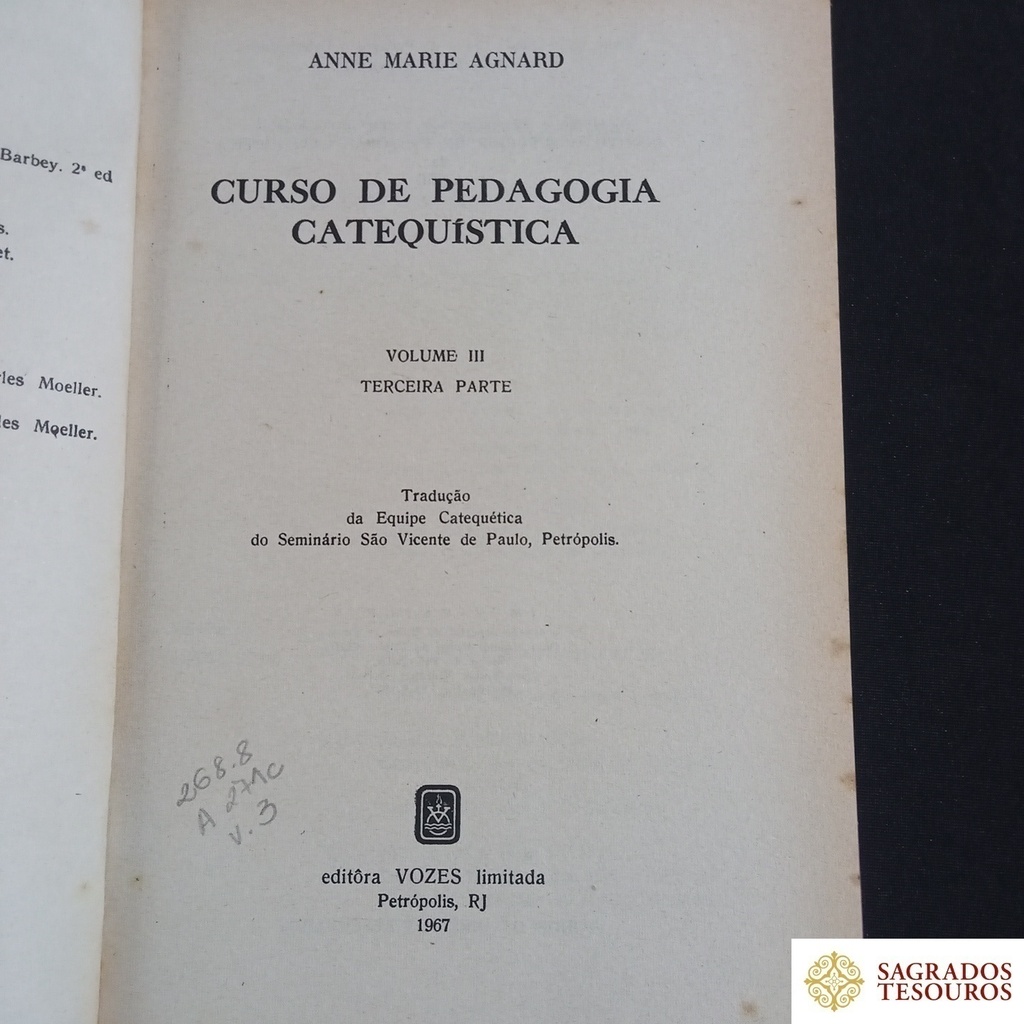 Barbey. 2ª ed
s.
et.
les Moeller.
les Moeller.
ANNE MARIE AGNARD
CURSO DE PEDAGOGIA
CATEQUÍSTICA
VOLUME III
TERCEIRA PARTE
Tradução
da Equipe Catequética
do Seminário São Vicente de Paulo, Petrópolis.
268.8
A 271c
v. 3
editôra VOZES limitada
Petrópolis, RJ
1967
SAGRADOS
TESOUROS